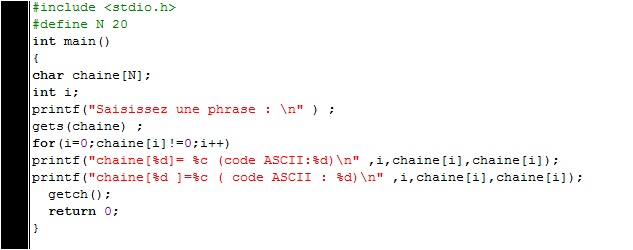 #include <stdio.h>
#define N 20
int main()
{
char chaine[N];
int i;
printf("Saisissez une phrase : \n" ) ;
gets(chaine) ;
for(i=0;chaine[i]!=0;i++)
printf("chaine[%d]= %c (code ASCII:%d)\n" ,i,chaine[i],chaine[i]);
printf("chaine[%d ]=%c ( code ASCII : %d)\n" ,i,chaine[i],chaine[i]);
getch();
return 0;
}